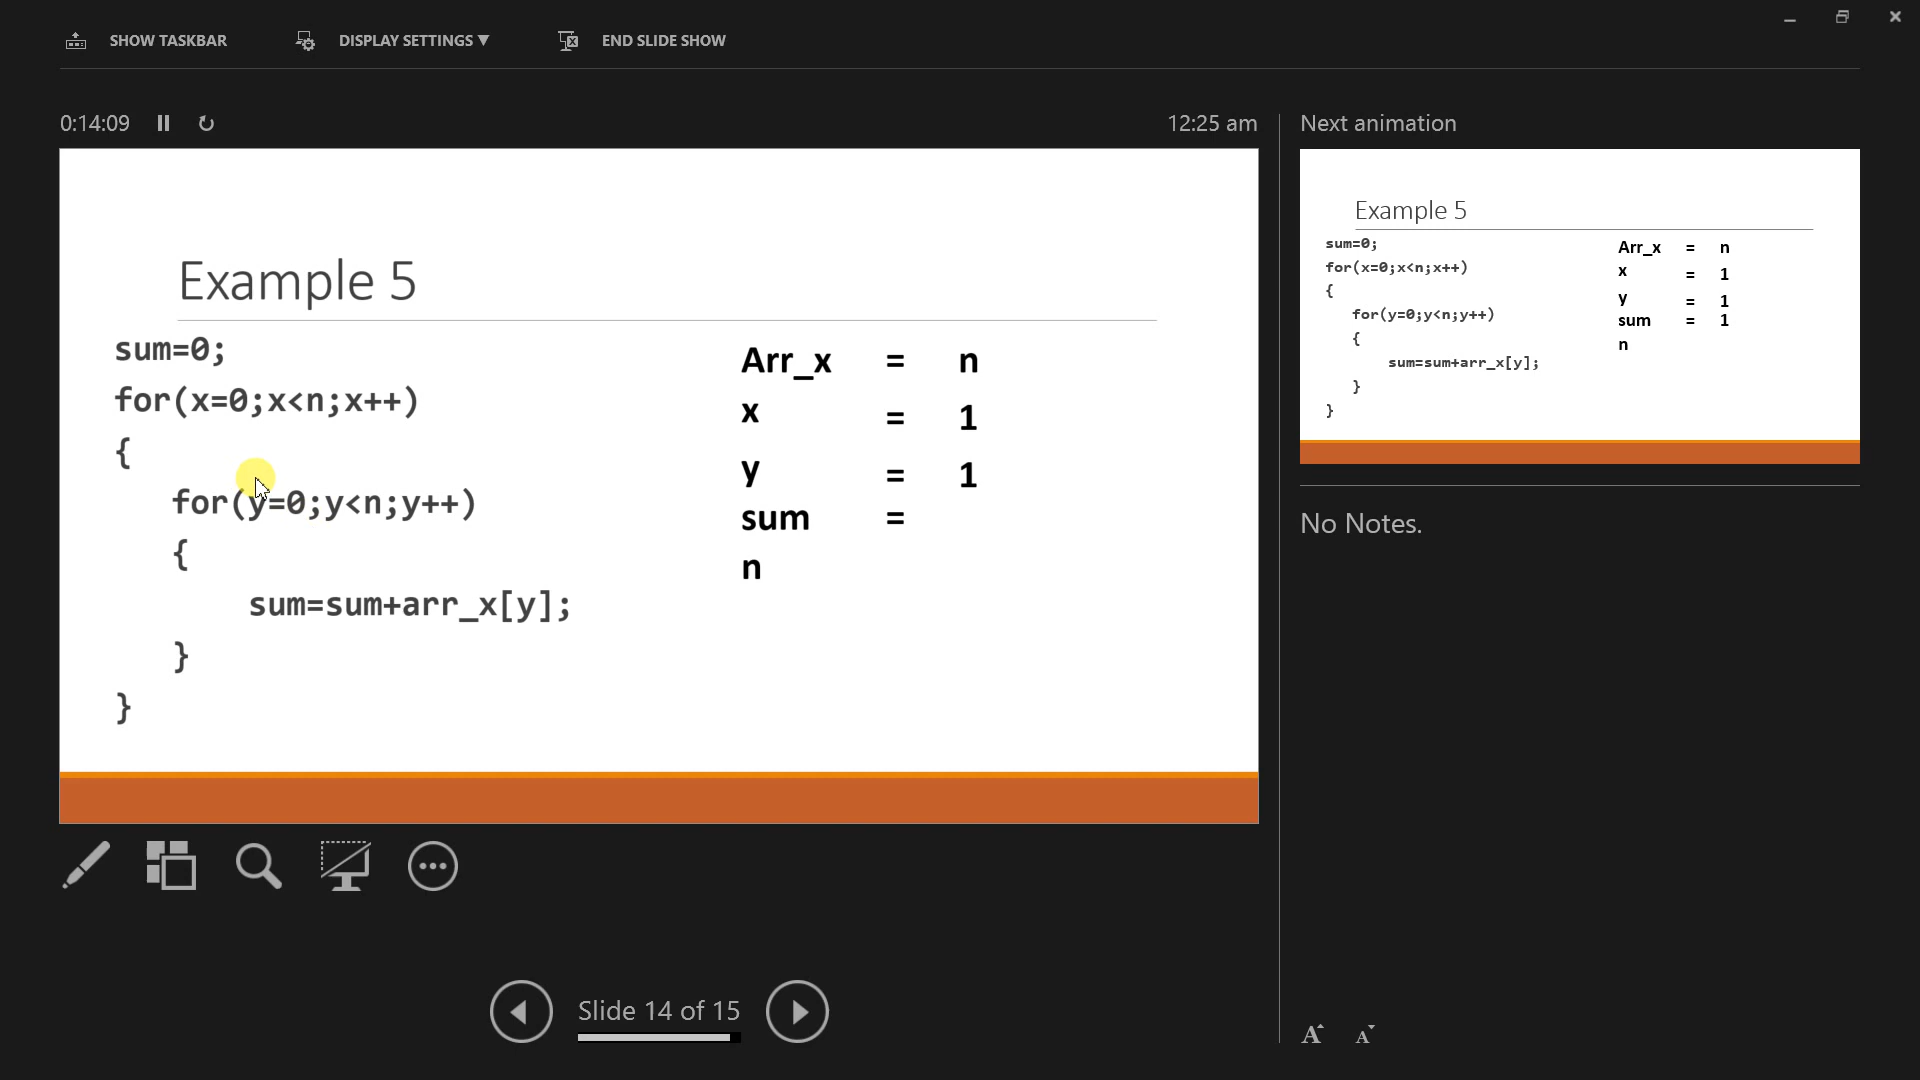 SHOW TASKBAR DISPLAY SETTINGS ▼ END SLIDE SHOW
0:14:09 12:25 am
Example 5
sum=0;
for(x=0;x<n;x++)
{
for(y=0;y<n;y++)
{
sum=sum+arr_x[y];
}
}
Arr_x = n
x = 1
y = 1
sum =
n
Slide 14 of 15
Next animation
Example 5
sum=0;
for(x=0;x<n;x++)
{
for(y=0;y<n;y++)
{
sum=sum+arr_x[y];
}
}
Arr_x = n
x = 1
y = 1
sum = 1
n
No Notes.
A A